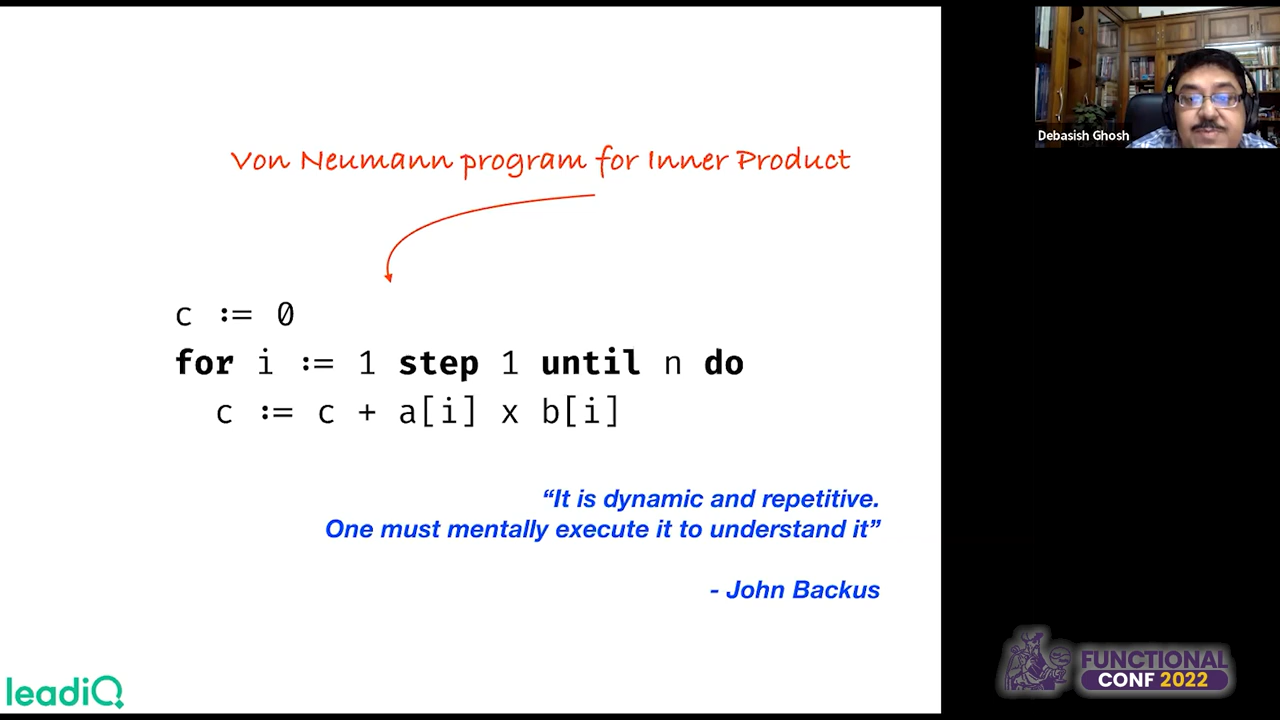 Von Neumann program for Inner Product
c := 0
for i := 1 step 1 until n do
c := c + a[i] x b[i]
“It is dynamic and repetitive.
One must mentally execute it to understand it”
- John Backus
leadiQ
Debasish Ghosh
FUNCTIONAL
CONF 2022